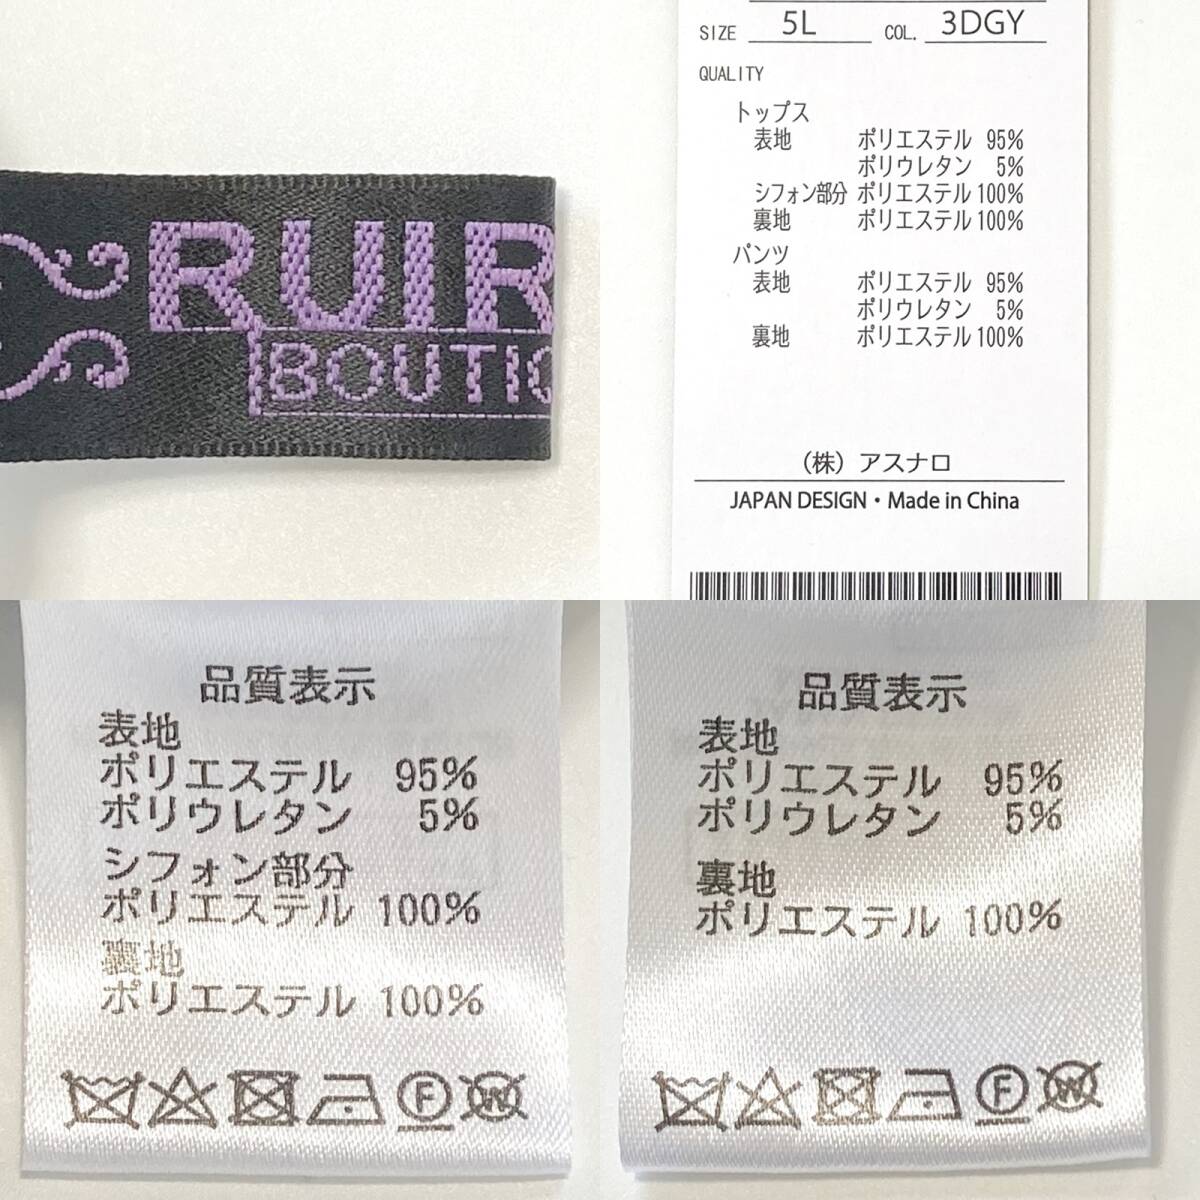 RUIR
BOUTIC
SIZE 5L COL. 3DGY
QUALITY
トップス
表地 ポリエステル 95%
ポリウレタン 5%
シフォン部分 ポリエステル 100%
裏地 ポリエステル 100%
パンツ
表地 ポリエステル 95%
ポリウレタン 5%
裏地 ポリエステル 100%
(株) アスナロ
JAPAN DESIGN・Made in China
品質表示
表地
ポリエステル 95%
ポリウレタン 5%
シフォン部分
ポリエステル 100%
裏地
ポリエステル 100%
F W
品質表示
表地
ポリエステル 95%
ポリウレタン 5%
裏地
ポリエステル 100%
F W